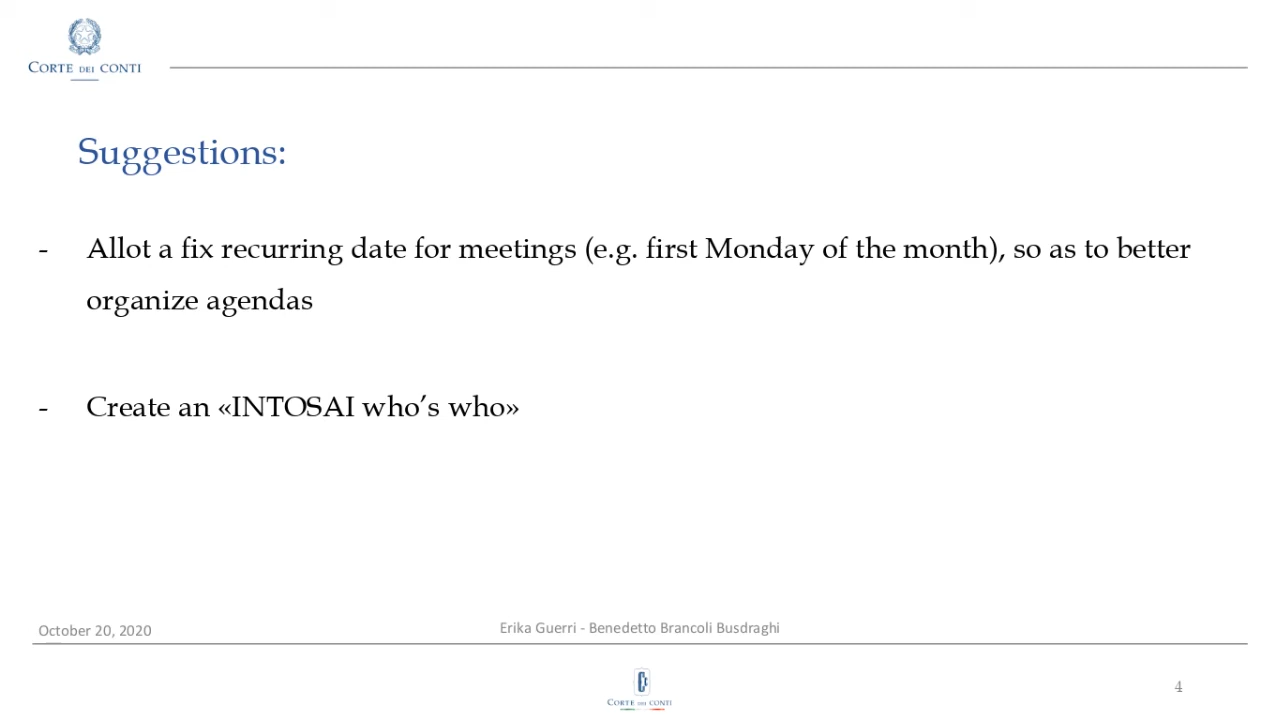 CORTE DEI CONTI
Suggestions:
- Allot a fix recurring date for meetings (e.g. first Monday of the month), so as to better
organize agendas
- Create an «INTOSAI who’s who»
October 20, 2020
Erika Guerri - Benedetto Brancoli Busdraghi
CORTE DEI CONTI
4